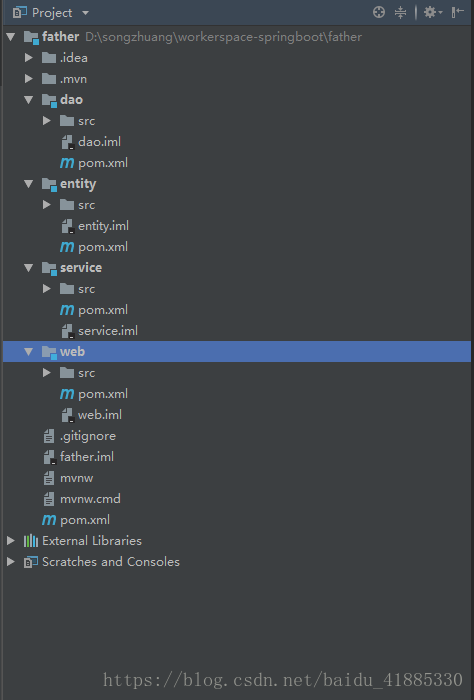 Project
father D:\songzhuang\workerspace-springboot\father
.idea
.mvn
dao
src
dao.iml
pom.xml
entity
src
entity.iml
pom.xml
service
src
pom.xml
service.iml
web
src
pom.xml
web.iml
.gitignore
father.iml
mvnw
mvnw.cmd
pom.xml
External Libraries
Scratches and Consoles
https://blog.csdn.net/baidu_41885330